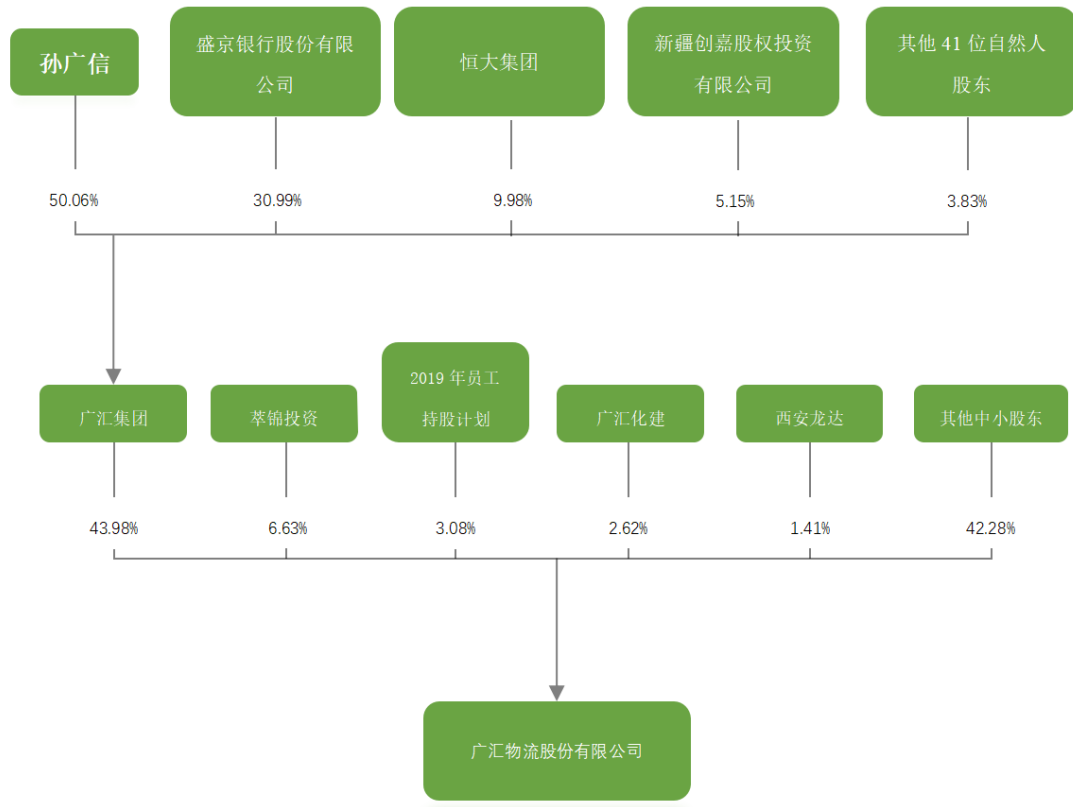 孙广信
盛京银行股份有限
公司
恒大集团
新疆创嘉股权投资
有限公司
其他 41 位自然人
股东
50.06%
30.99%
9.98%
5.15%
3.83%
广汇集团
萃锦投资
2019 年员工
持股计划
广汇化建
西安龙达
其他中小股东
43.98%
6.63%
3.08%
2.62%
1.41%
42.28%
广汇物流股份有限公司